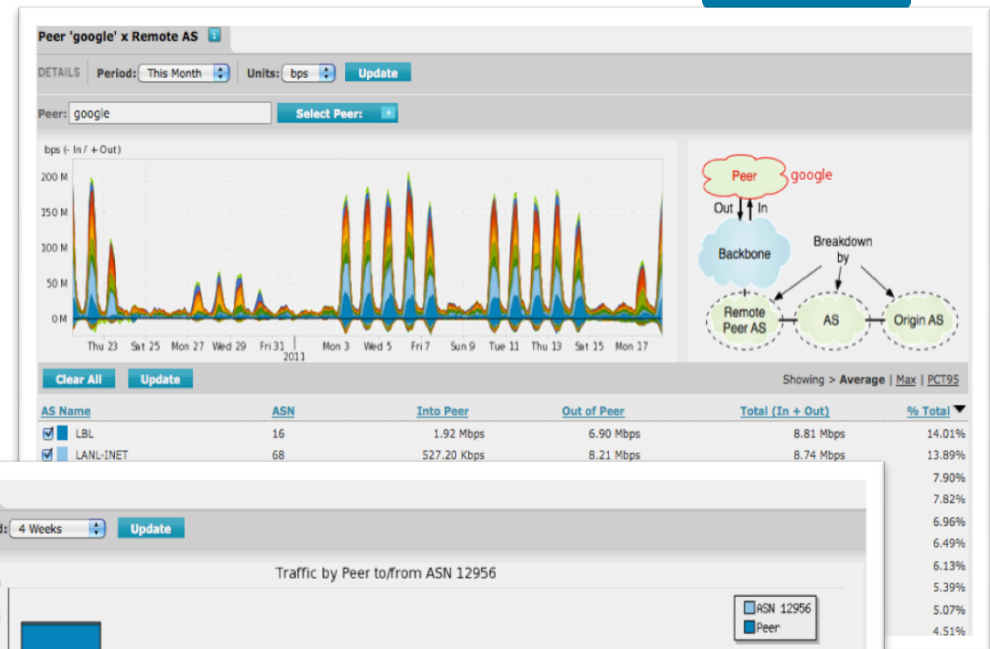 Peer 'google' x Remote AS i
DETAILS Period: This Month Units: bps Update
Peer: google Select Peer: +
bps (- In / + Out)
200 M
150 M
100 M
50 M
0 M
Thu 23 Sat 25 Mon 27 Wed 29 Fri 31 Mon 3 Wed 5 Fri 7 Sun 9 Tue 11 Thu 13 Sat 15 Mon 17
2011
Peer google
Out In
Backbone
Breakdown
by
Remote
Peer AS
AS
Origin AS
Clear All Update Showing > Average | Max | PCT95
AS Name ASN Into Peer Out of Peer Total (In + Out) % Total
LBL 16 1.92 Mbps 6.90 Mbps 8.81 Mbps 14.01%
LANL-INET 68 527.20 Kbps 8.21 Mbps 8.74 Mbps 13.89%
7.90%
7.82%
6.96%
6.49%
6.13%
5.39%
5.07%
4.51%
4 Weeks Update
Traffic by Peer to/from ASN 12956
ASN 12956
Peer